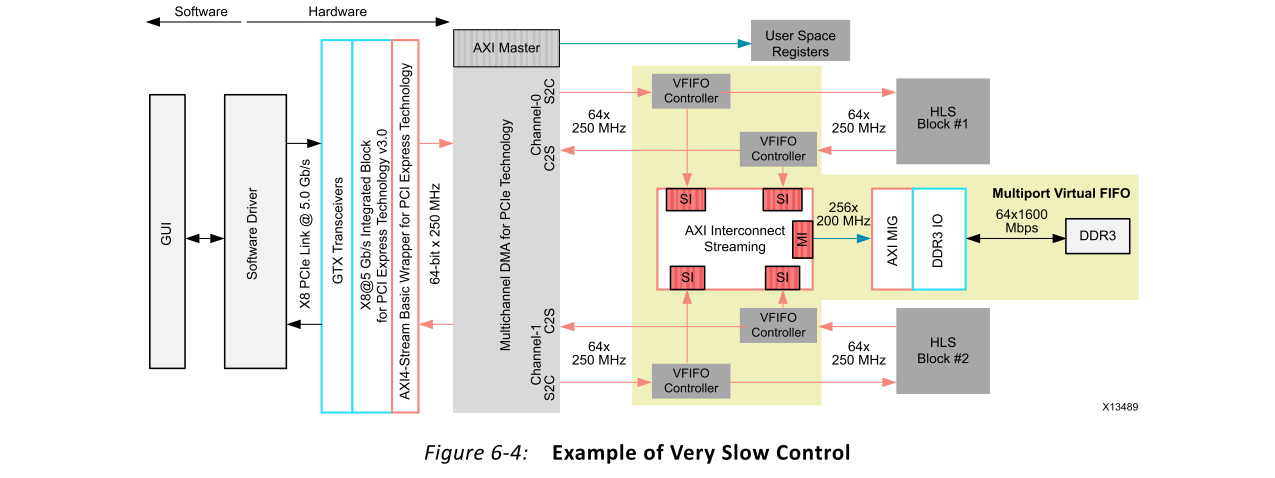 Software
Hardware
GUI
Software Driver
X8 PCIe Link @ 5.0 Gb/s
GTX Transceivers
X8@5 Gb/s Integrated Block
for PCI Express Technology v3.0
AXI4-Stream Basic Wrapper for PCI Express Technology
64-bit x 250 MHz
AXI Master
Multichannel DMA for PCIe Technology
Channel-0
S2C
C2S
Channel-1
C2S
S2C
User Space
Registers
VFIFO
Controller
64x
250 MHz
VFIFO
Controller
64x
250 MHz
HLS
Block #1
SI
SI
AXI Interconnect
Streaming
MI
SI
SI
256x
200 MHz
AXI MIG
DDR3 IO
Multiport Virtual FIFO
64x1600
Mbps
DDR3
VFIFO
Controller
64x
250 MHz
VFIFO
Controller
64x
250 MHz
HLS
Block #2
X13489
Figure 6-4: Example of Very Slow Control